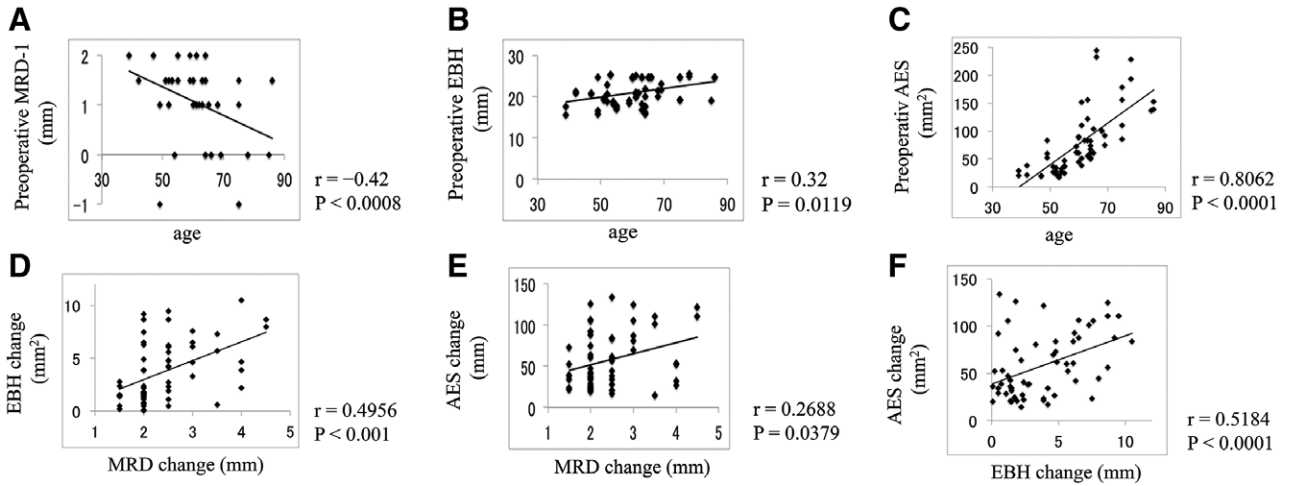 A
Preoperative MRD-1
(mm)
2
1
0
−1
30
50
70
90
age
r = −0.42
P < 0.0008
B
Preoperative EBH
(mm)
30
20
10
0
30
50
70
90
age
r = 0.32
P = 0.0119
C
Preoperativ AES
(mm²)
250
200
150
100
50
0
30
50
70
90
age
r = 0.8062
P < 0.0001
D
EBH change
(mm²)
10
5
0
1
2
3
4
5
MRD change (mm)
r = 0.4956
P < 0.001
E
AES change
(mm)
150
100
50
0
1
2
3
4
5
MRD change (mm)
r = 0.2688
P = 0.0379
F
AES change
(mm²)
150
100
50
0
0
5
10
EBH change (mm)
r = 0.5184
P < 0.0001